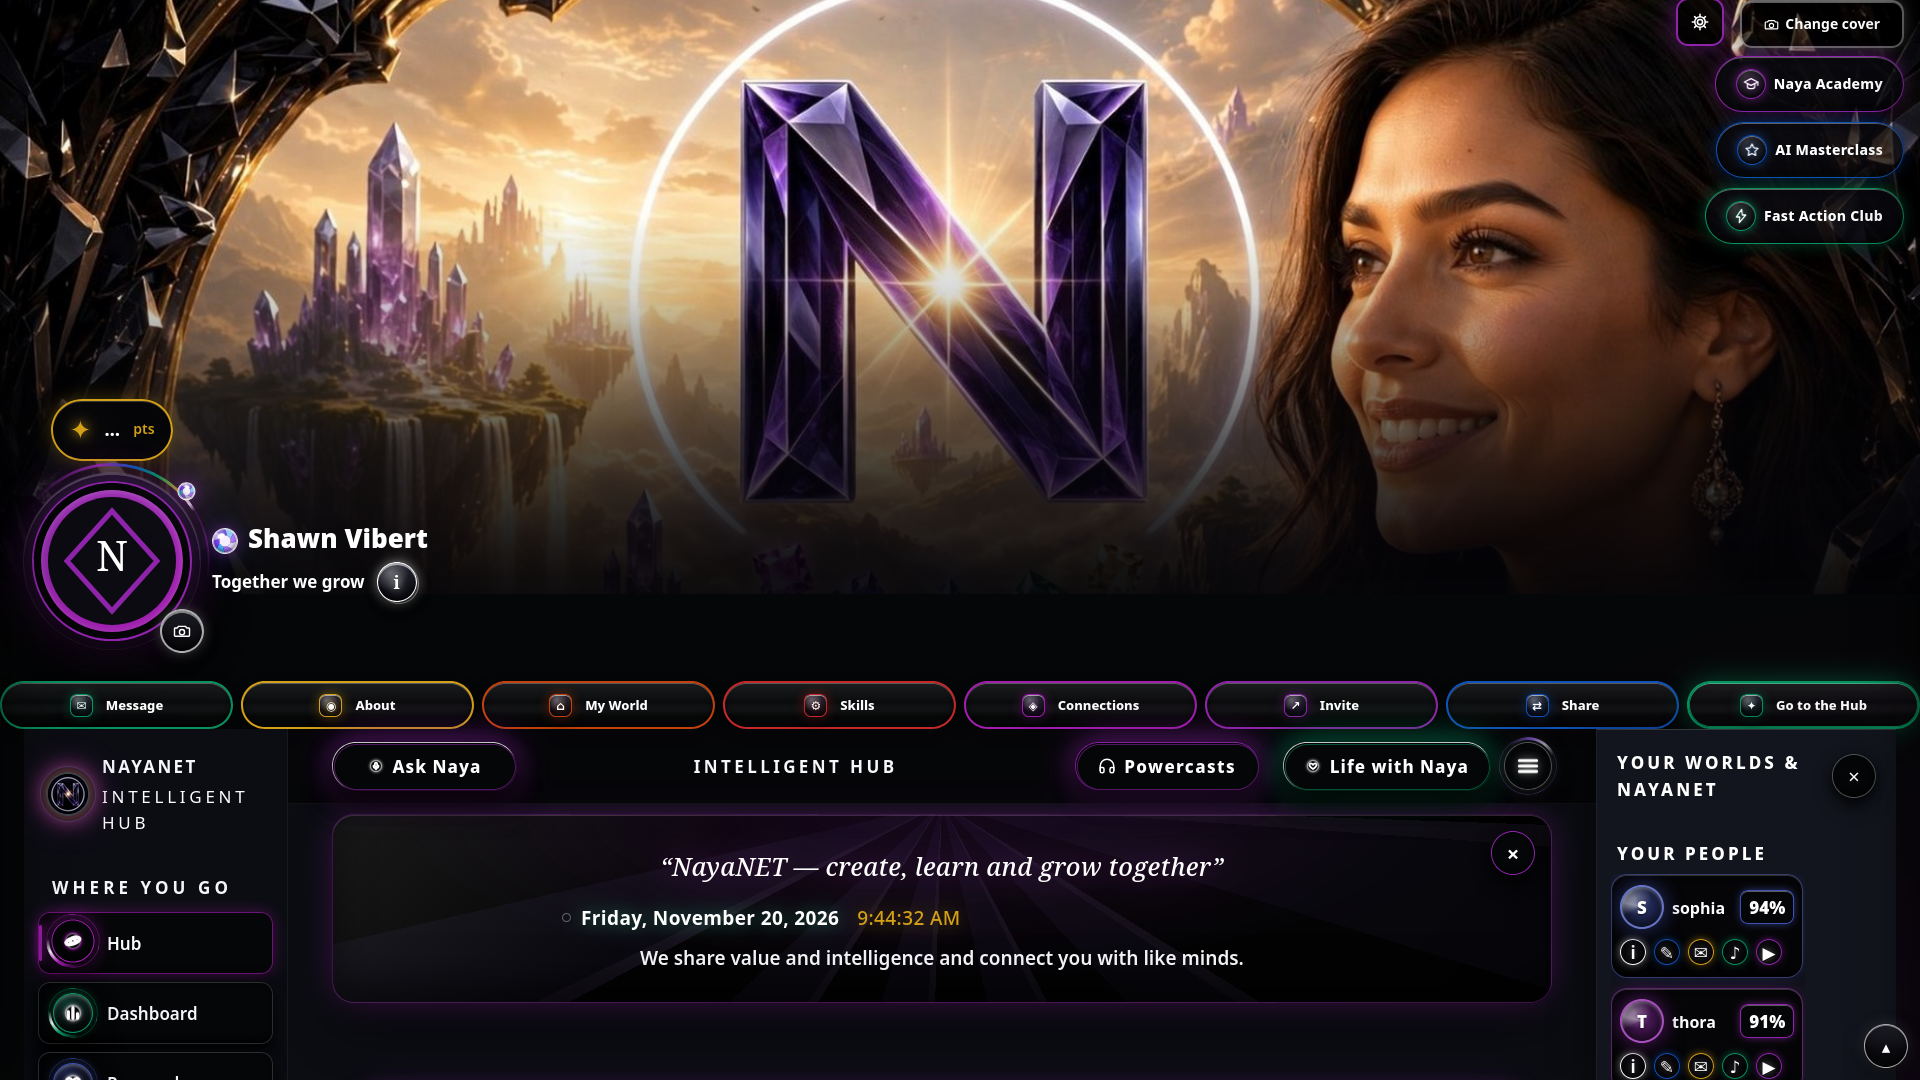 Change cover
Naya Academy
AI Masterclass
Fast Action Club
N
✦ ... pts
N
Shawn Vibert
Together we grow i
Message
About
My World
Skills
Connections
Invite
Share
Go to the Hub
NAYANET
INTELLIGENT
HUB
WHERE YOU GO
Hub
Dashboard
Ask Naya
INTELLIGENT HUB
Powercasts
Life with Naya
“NayaNET — create, learn and grow together”
Friday, November 20, 2026 9:44:32 AM
We share value and intelligence and connect you with like minds.
YOUR WORLDS &
NAYANET
YOUR PEOPLE
S sophia 94%
T thora 91%